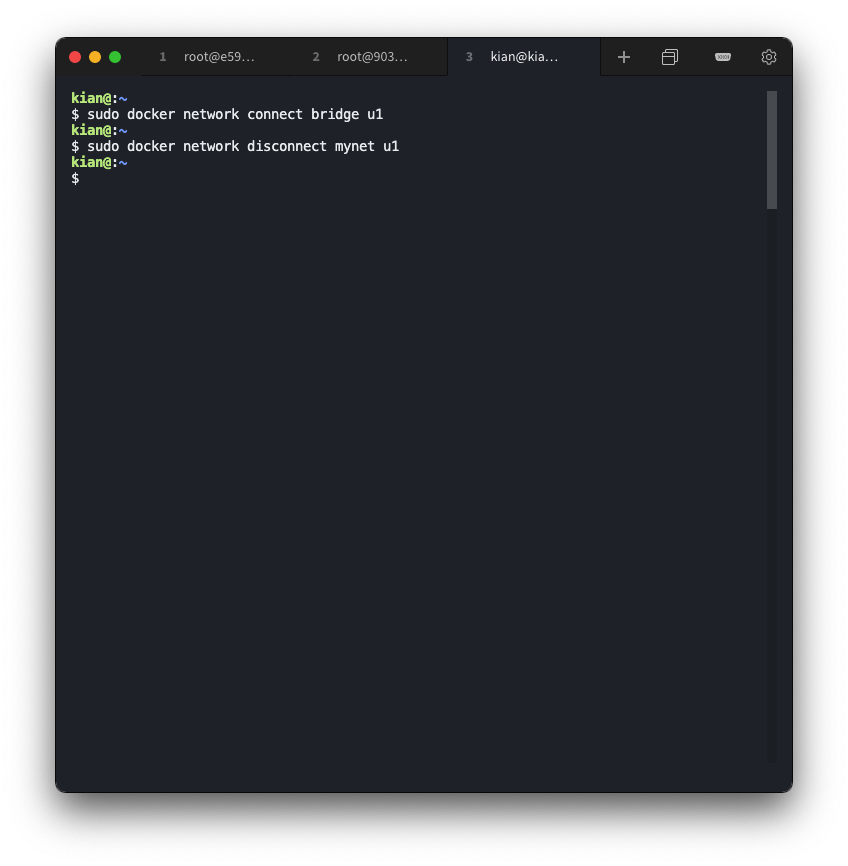 1 root@e59... 2 root@903... 3 kian@kia...
kian@:~
$ sudo docker network connect bridge u1
kian@:~
$ sudo docker network disconnect mynet u1
kian@:~
$